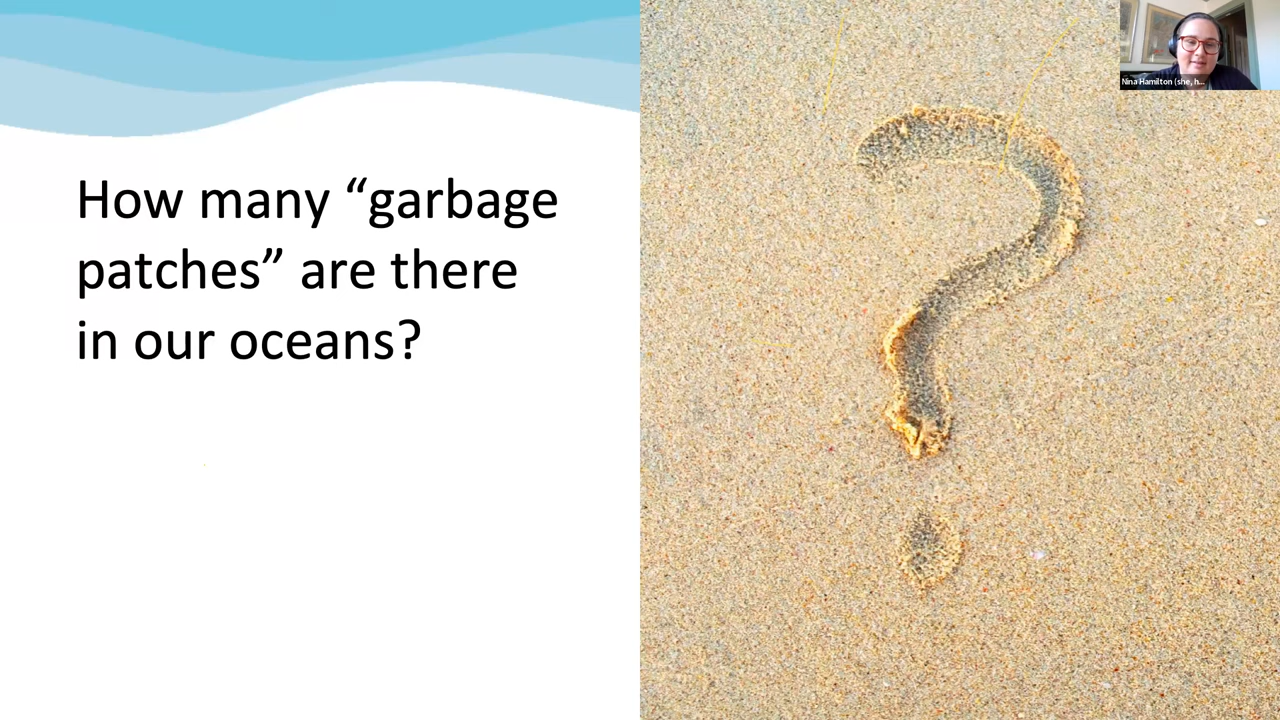 How many “garbage
patches” are there
in our oceans?
Nina Hamilton (she, h...